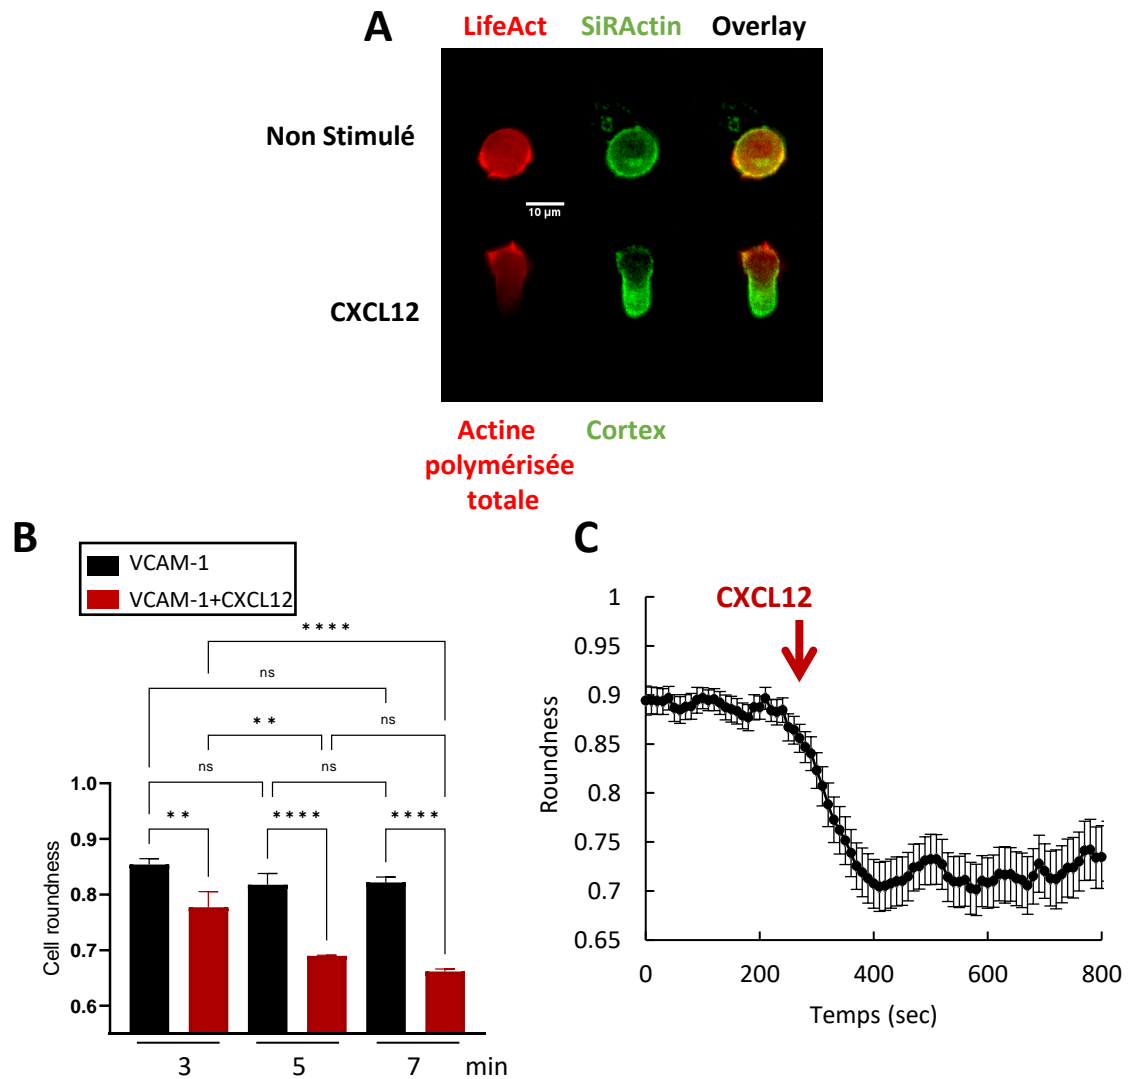 A
LifeAct SiRActin Overlay
Non Stimulé
10 µm
CXCL12
Actine
polymérisée
totale
Cortex
B
VCAM-1
VCAM-1+CXCL12
****
ns
** ns
ns ns
** **** ****
Cell roundness
1.0
0.9
0.8
0.7
0.6
3 5 7 min
C
CXCL12
Roundness
1
0.95
0.9
0.85
0.8
0.75
0.7
0.65
0 200 400 600 800
Temps (sec)